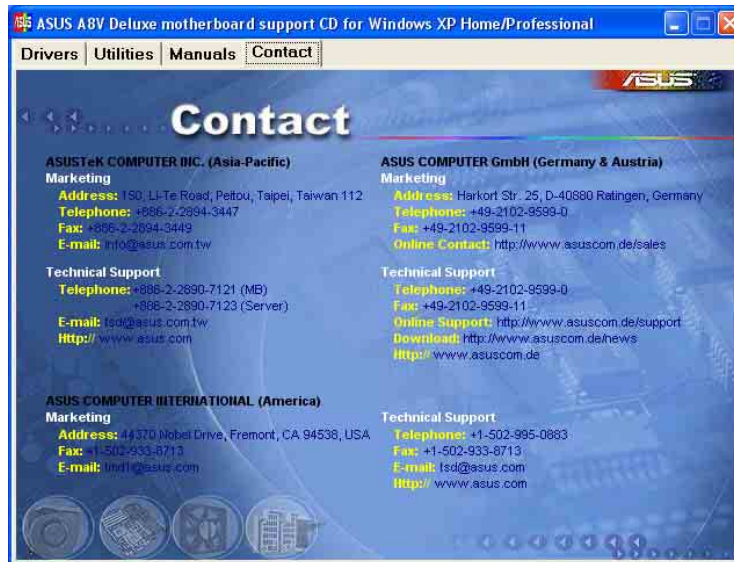 ASUS A8V Deluxe motherboard support CD for Windows XP Home/Professional
Drivers Utilities Manuals Contact
ASUS
Contact
ASUSTeK COMPUTER INC. (Asia-Pacific)
Marketing
Address: 150, Li-Te Road, Peitou, Taipei, Taiwan 112
Telephone: +886-2-2894-3447
Fax: +886-2-2894-3449
E-mail: info@asus.com.tw
Technical Support
Telephone: +886-2-2890-7121 (MB)
+886-2-2890-7123 (Server)
E-mail: tsd@asus.com.tw
Http:// www.asus.com
ASUS COMPUTER GmbH (Germany & Austria)
Marketing
Address: Harkort Str. 25, D-40880 Ratingen, Germany
Telephone: +49-2102-9599-0
Fax: +49-2102-9599-11
Online Contact: http://www.asuscom.de/sales
Technical Support
Telephone: +49-2102-9599-0
Fax: +49-2102-9599-11
Online Support: http://www.asuscom.de/support
Download: http://www.asuscom.de/news
Http:// www.asuscom.de
ASUS COMPUTER INTERNATIONAL (America)
Marketing
Address: 44370 Nobel Drive, Fremont, CA 94538, USA
Fax: +1-502-933-8713
E-mail: tmd1@asus.com
Technical Support
Telephone: +1-502-995-0883
Fax: +1-502-933-8713
E-mail: tsd@asus.com
Http:// www.asus.com